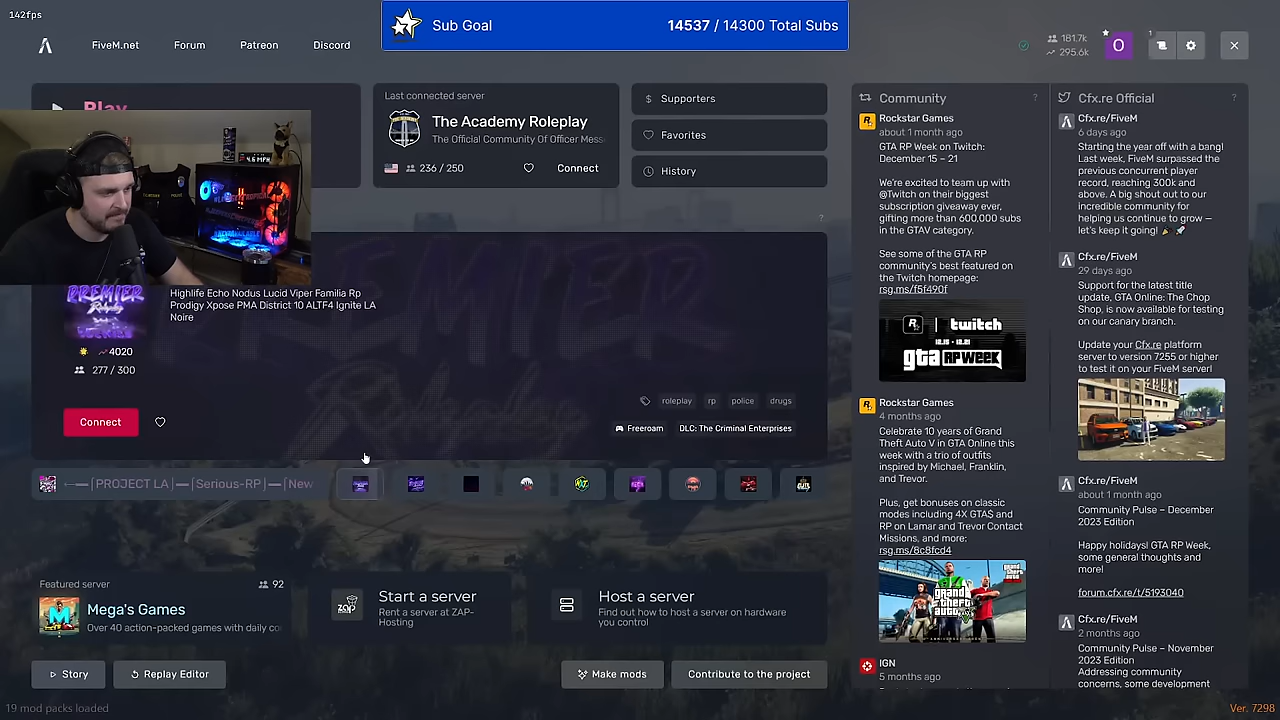 142fps
Sub Goal
14537 / 14300 Total Subs
FiveM.net
Forum
Patreon
Discord
181.7k
295.6k
O
1
Play
Last connected server
The Academy Roleplay
The Official Community Of Officer Mess
236 / 250
Connect
$ Supporters
Favorites
History
?
4.6 MPH
PREMIER
Roleplay
Highlife Echo Nodus Lucid Viper Familia Rp
Prodigy Xpose PMA District 10 ALTF4 Ignite LA
Noire
4020
277 / 300
Connect
roleplay
rp
police
drugs
Freeroam
DLC: The Criminal Enterprises
[PROJECT LA]
[Serious-RP]
[New
Featured server
92
Mega's Games
Over 40 action-packed games with daily co
Start a server
Rent a server at ZAP-
Hosting
Host a server
Find out how to host a server on hardware
you control
Story
Replay Editor
Make mods
Contribute to the project
19 mod packs loaded
Ver. 7298
Community
?
Rockstar Games
about 1 month ago
GTA RP Week on Twitch:
December 15 – 21
We're excited to team up with
@Twitch on their biggest
subscription giveaway ever,
gifting more than 600,000 subs
in the GTAV category.
See some of the GTA RP
community's best featured on
the Twitch homepage:
rsg.ms/f5f490f
twitch
12.15 - 12.21
gta RP WEEK
Rockstar Games
4 months ago
Celebrate 10 years of Grand
Theft Auto V in GTA Online this
week with a trio of outfits
inspired by Michael, Franklin,
and Trevor.
Plus, get bonuses on classic
modes including 4X GTA$ and
RP on Lamar and Trevor Contact
Missions, and more:
rsg.ms/8c8fcd4
grand
theft
auto
IGN
5 months ago
Cfx.re Official
?
Cfx.re/FiveM
6 days ago
Starting the year off with a bang!
Last week, FiveM surpassed the
previous concurrent player
record, reaching 300k and
above. A big shout out to our
incredible community for
helping us continue to grow —
let's keep it going! 🎉 🚀
Cfx.re/FiveM
29 days ago
Support for the latest title
update, GTA Online: The Chop
Shop, is now available for testing
on our canary branch.
Update your Cfx.re platform
server to version 7255 or higher
to test it on your FiveM server!
Cfx.re/FiveM
about 1 month ago
Community Pulse – December
2023 Edition
Happy holidays! GTA RP Week,
some general thoughts and
more!
forum.cfx.re/t/5193040
Cfx.re/FiveM
2 months ago
Community Pulse – November
2023 Edition
Addressing community
concerns, some development